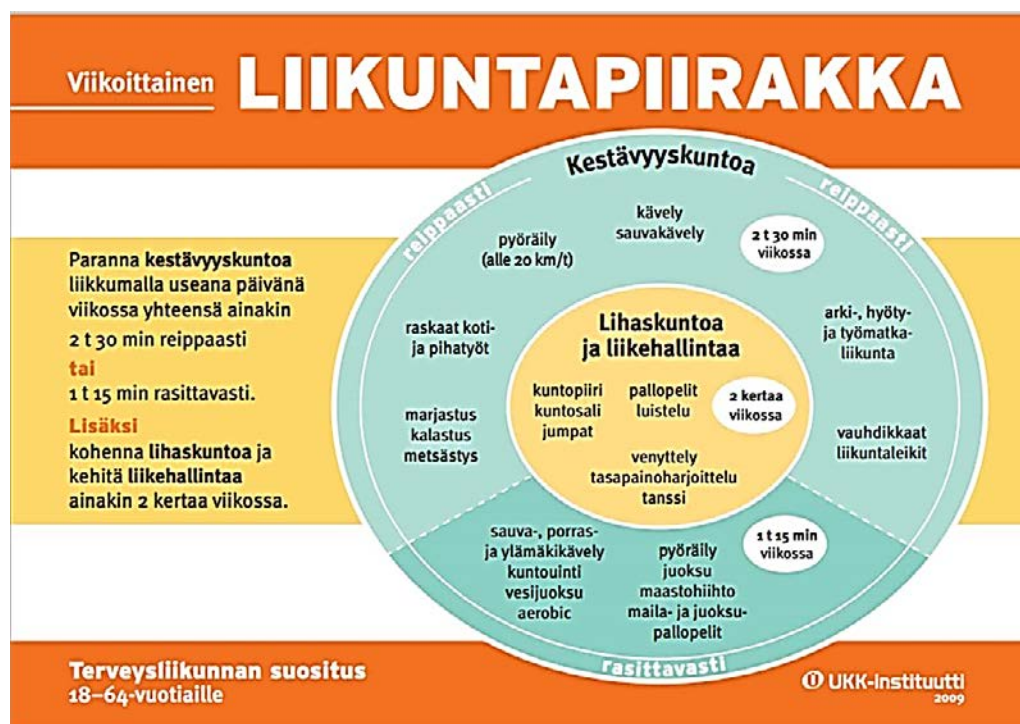 Viikoittainen LIIKUNTAPIIRAKKA
Paranna kestävyyskuntoa
liikkumalla useana päivänä
viikossa yhteensä ainakin
2 t 30 min reippaasti
tai
1 t 15 min rasittavasti.
Lisäksi
kohenna lihaskuntoa ja
kehitä liikehallintaa
ainakin 2 kertaa viikossa.
Kestävyyskuntoa
reippaasti
reippaasti
kävely
sauvakävely
2 t 30 min
viikossa
pyöräily
(alle 20 km/t)
raskaat koti-
ja pihatyöt
arki-, hyöty-
ja työmatka-
liikunta
marjastus
kalastus
metsästys
vauhdikkaat
liikuntaleikit
Lihaskuntoa
ja liikehallintaa
kuntopiiri
kuntosali
jumpat
pallopelit
luistelu
2 kertaa
viikossa
venyttely
tasapainoharjoittelu
tanssi
sauva-, porras-
ja ylämäkikävely
kuntouinti
vesijuoksu
aerobic
pyöräily
juoksu
maastohiihto
maila- ja juoksu-
pallopelit
1 t 15 min
viikossa
rasittavasti
Terveysliikunnan suositus
18–64-vuotiaille
UKK-instituutti
2009